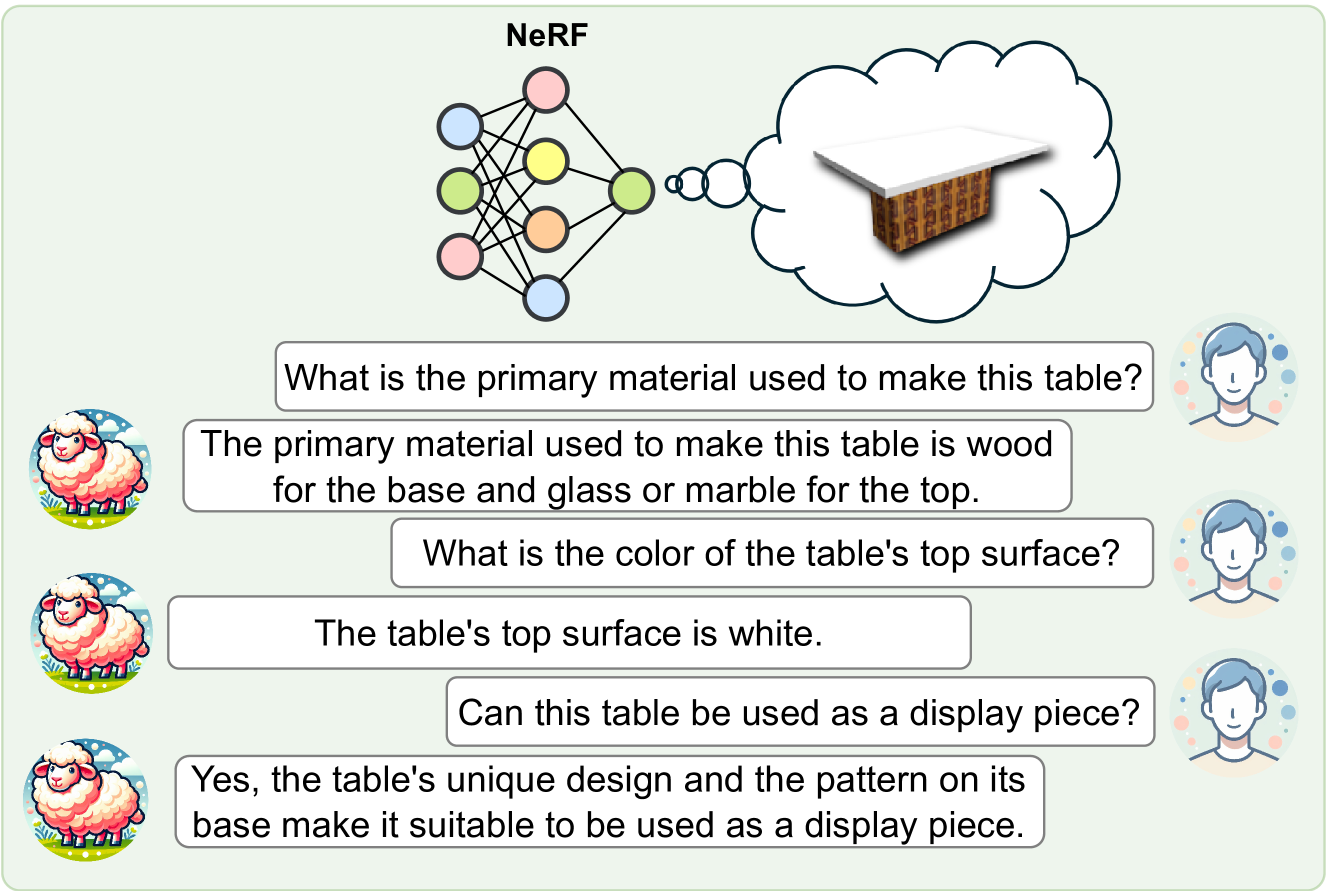 NeRF
What is the primary material used to make this table?
The primary material used to make this table is wood
for the base and glass or marble for the top.
What is the color of the table's top surface?
The table's top surface is white.
Can this table be used as a display piece?
Yes, the table's unique design and the pattern on its
base make it suitable to be used as a display piece.